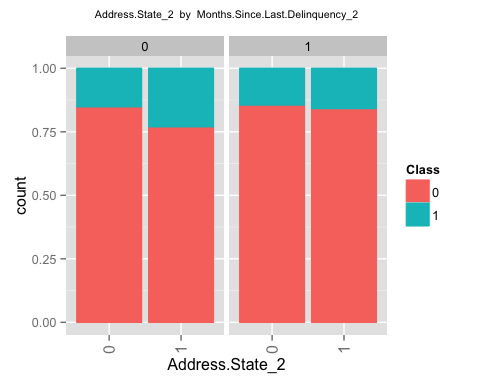 Address.State_2 by Months.Since.Last.Delinquency_2
0 1
1.00
0.75
0.50
0.25
0.00
count
0 1 0 1
Address.State_2
Class
0
1